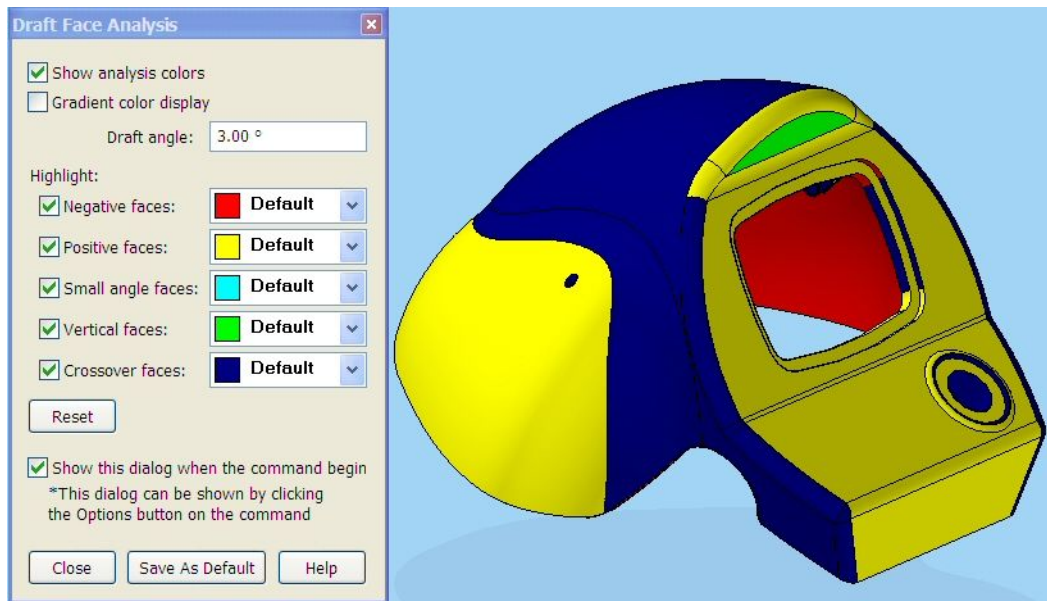 Draft Face Analysis
Show analysis colors
Gradient color display
Draft angle: 3.00 °
Highlight:
Negative faces: Default
Positive faces: Default
Small angle faces: Default
Vertical faces: Default
Crossover faces: Default
Reset
Show this dialog when the command begin
*This dialog can be shown by clicking
the Options button on the command
Close Save As Default Help